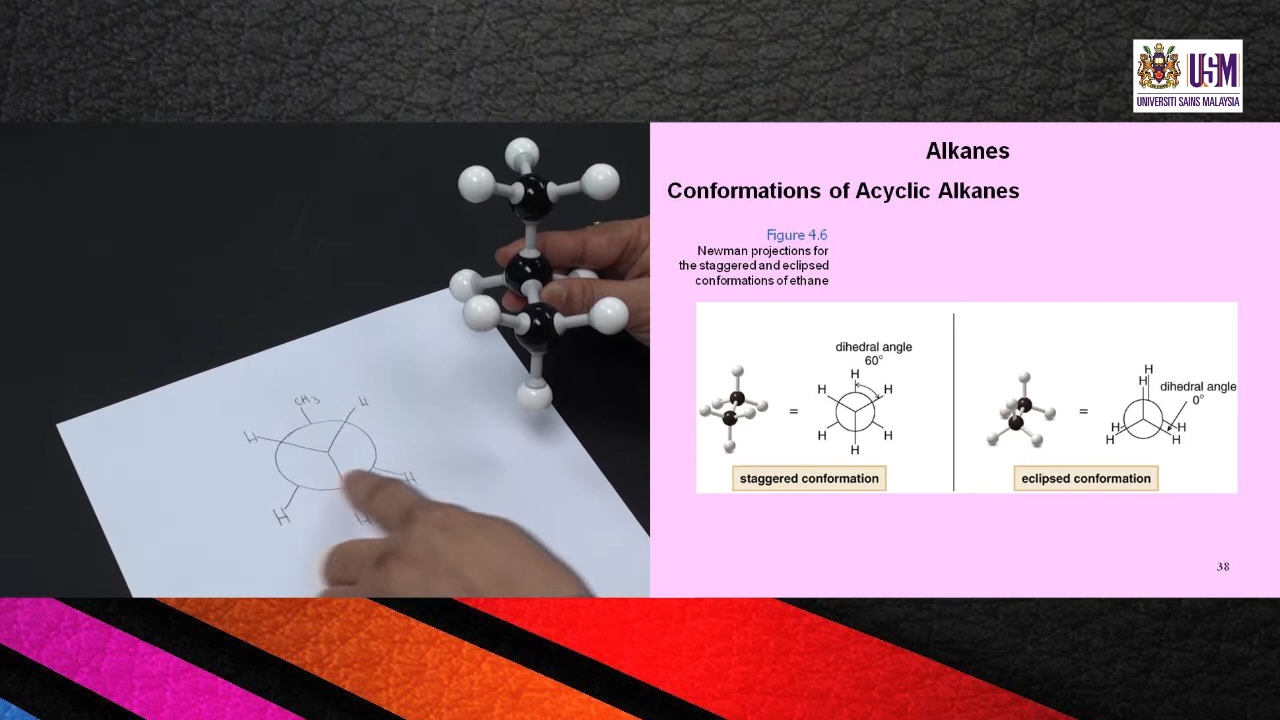 USM
UNIVERSITI SAINS MALAYSIA
Alkanes
Conformations of Acyclic Alkanes
Figure 4.6
Newman projections for
the staggered and eclipsed
conformations of ethane
dihedral angle
60°
H
H
H
H
H
H
=
staggered conformation
H
H
dihedral angle
0°
=
H
H
H
H
eclipsed conformation
38
CH3
H
H
H
H
H